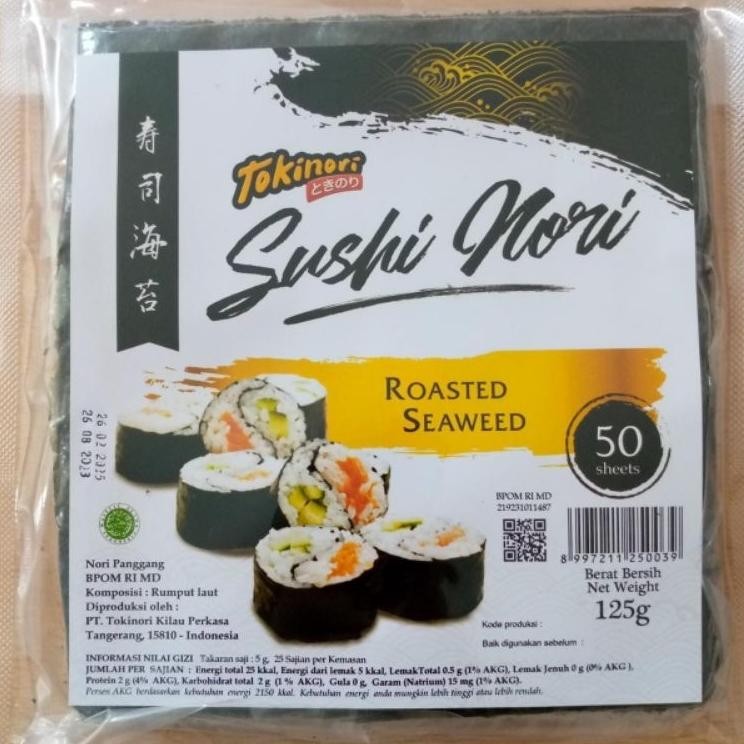 寿司海苔
Tokinori
ときのり
Sushi Nori
ROASTED
SEAWEED
50
sheets
26 08 2023
BPOM RI MD
219231011487
8 997211 250039
Berat Bersih
Net Weight
125g
Nori Panggang
BPOM RI MD
Komposisi : Rumput laut
Diproduksi oleh :
PT. Tokinori Kilau Perkasa
Tangerang, 15810 - Indonesia
Kode produksi :
Baik digunakan sebelum :
INFORMASI NILAI GIZI Takaran saji : 5 g, 25 Sajian per Kemasan
JUMLAH PER SAJIAN : Energi total 25 kkal, Energi dari lemak 5 kkal, LemakTotal 0.5 g (1% AKG), Lemak Jenuh 0 g (0% AKG ),
Protein 2 g (4% AKG), Karbohidrat total 2 g (1 % AKG), Gula 0 g, Garam (Natrium) 15 mg (1% AKG).
Persen AKG berdasarkan kebutuhan energi 2150 kkal. Kebutuhan energi anda mungkin lebih tinggi atau lebih rendah.